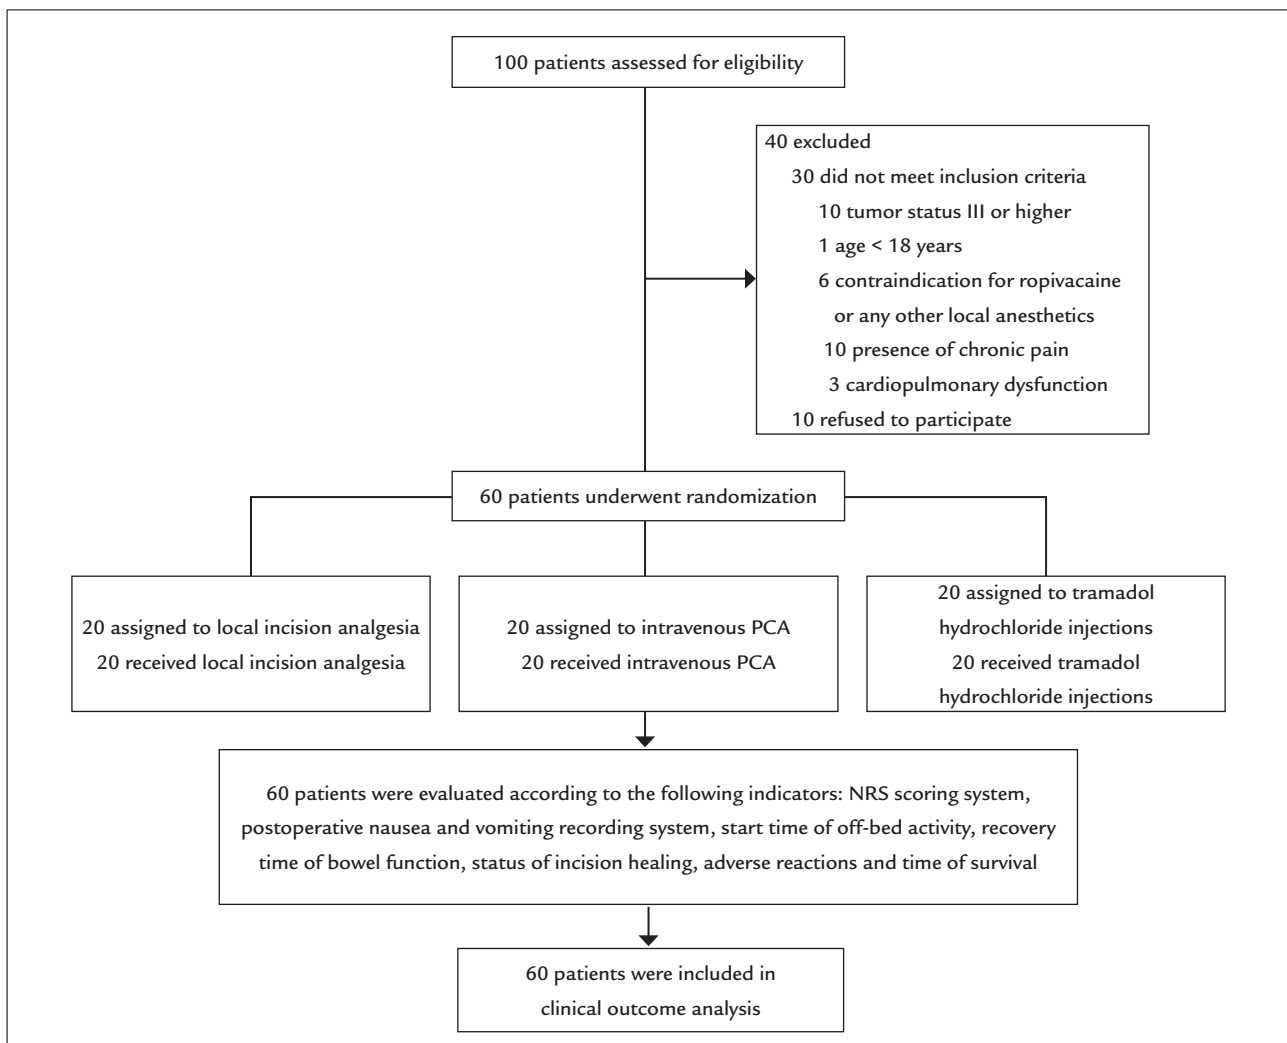 100 patients assessed for eligibility
40 excluded
30 did not meet inclusion criteria
10 tumor status III or higher
1 age < 18 years
6 contraindication for ropivacaine
or any other local anesthetics
10 presence of chronic pain
3 cardiopulmonary dysfunction
10 refused to participate
60 patients underwent randomization
20 assigned to local incision analgesia
20 received local incision analgesia
20 assigned to intravenous PCA
20 received intravenous PCA
20 assigned to tramadol
hydrochloride injections
20 received tramadol
hydrochloride injections
60 patients were evaluated according to the following indicators: NRS scoring system,
postoperative nausea and vomiting recording system, start time of off-bed activity, recovery
time of bowel function, status of incision healing, adverse reactions and time of survival
60 patients were included in
clinical outcome analysis